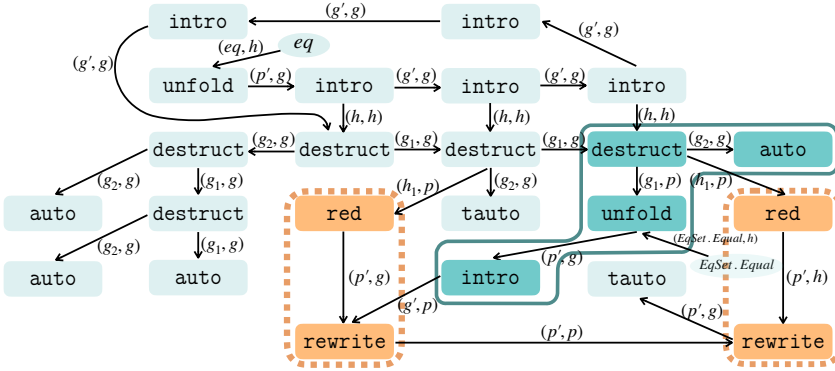 intro
(g′, g)
intro
(g′, g)
(g′, g)
(eq, h)
eq
unfold
(p′, g)
intro
(g′, g)
intro
(g′, g)
intro
(h, h)
(h, h)
(h, h)
destruct
(g₂, g)
destruct
(g₁, g)
destruct
(g₁, g)
destruct
(g₂, g)
auto
(g₂, g)
(g₁, g)
(h₁, p)
(g₂, g)
(g₁, p)
(h₁, p)
auto
destruct
red
tauto
unfold
red
(g₂, g)
(g₁, g)
(EqSet.Equal, h)
(p′, g)
EqSet.Equal
auto
auto
(p′, g)
intro
tauto
(p′, h)
(g′, p)
(p′, g)
rewrite
(p′, p)
rewrite